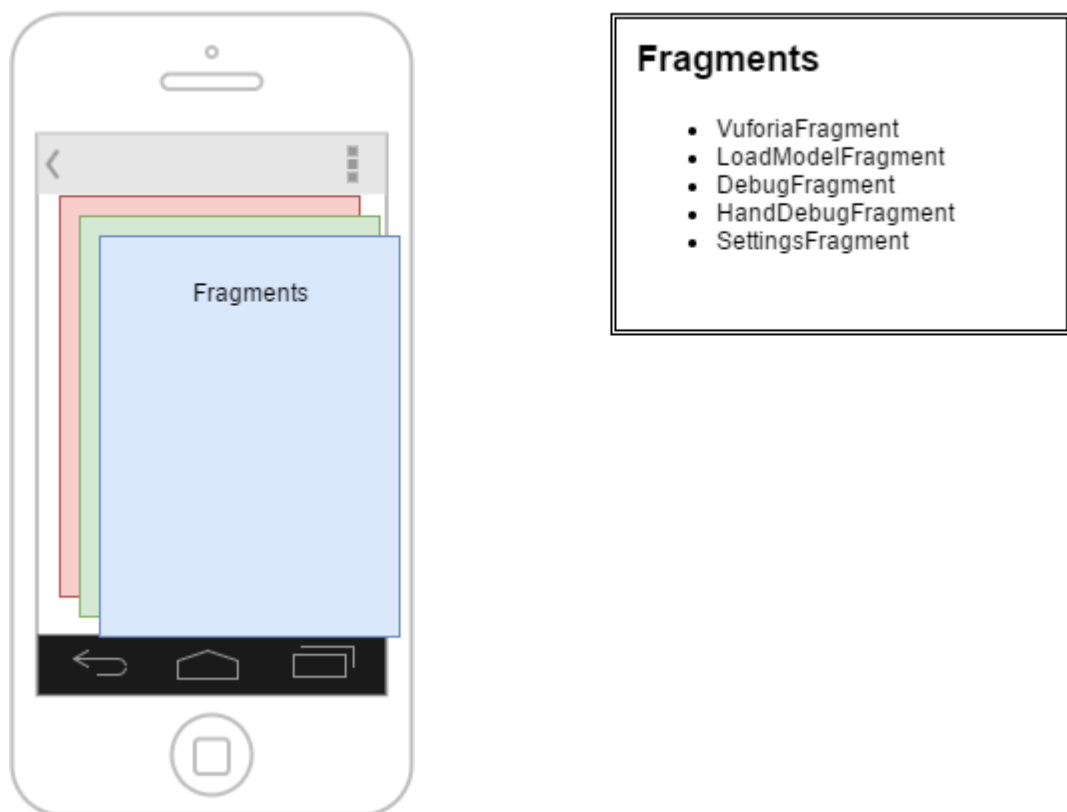 Fragments
Fragments
VuforiaFragment
LoadModelFragment
DebugFragment
HandDebugFragment
SettingsFragment